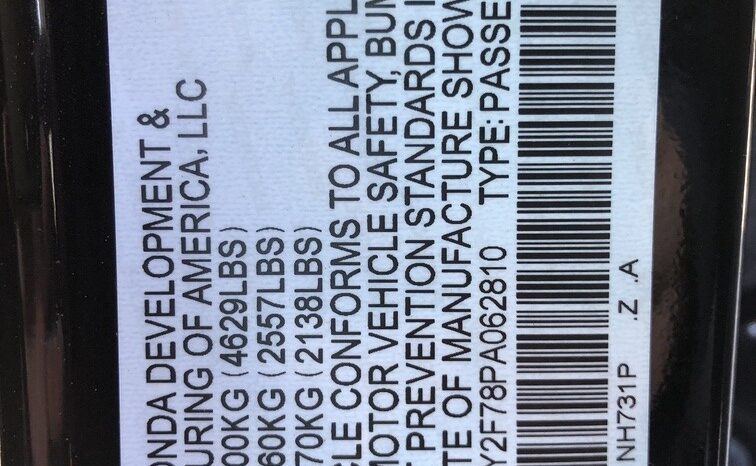 ONDA DEVELOPMENT &
URING OF AMERICA, LLC
00KG (4629LBS)
60KG (2557LBS)
70KG (2138LBS)
CLE CONFORMS TO ALL APPL
MOTOR VEHICLE SAFETY, BUM
T PREVENTION STANDARDS I
TE OF MANUFACTURE SHOW
Y2F78PA062810 TYPE: PASSE
NH731P .Z .A